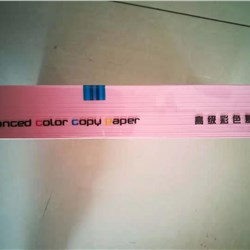 anced color copy paper 高级彩色